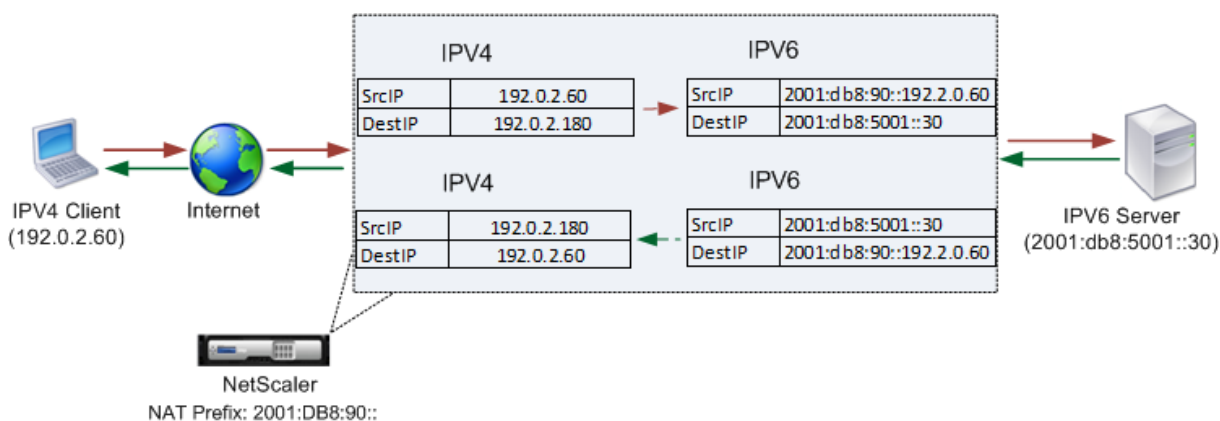 IPV4 IPV6
SrcIP 192.0.2.60 SrcIP 2001:db8:90::192.2.0.60
DestIP 192.0.2.180 DestIP 2001:db8:5001::30
IPV4 Client
(192.0.2.60)
Internet
IPV4 IPV6
SrcIP 192.0.2.180 SrcIP 2001:db8:5001::30
DestIP 192.0.2.60 DestIP 2001:db8:90::192.2.0.60
IPV6 Server
(2001:db8:5001::30)
NetScaler
NAT Prefix: 2001:DB8:90::